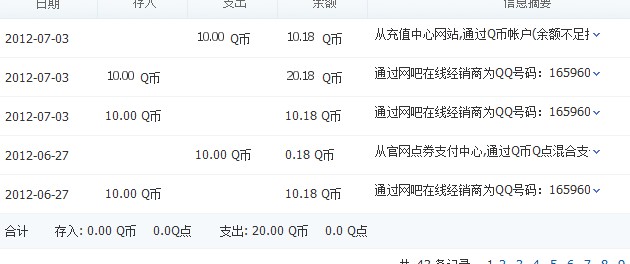 日期 存入 支出 余额 信息摘要
2012-07-03 10.00 Q币 10.18 Q币 从充值中心网站,通过Q币帐户(余额不足
2012-07-03 10.00 Q币 20.18 Q币 通过网吧在线经销商为QQ号码：165960
2012-07-03 10.00 Q币 10.18 Q币 通过网吧在线经销商为QQ号码：165960
2012-06-27 10.00 Q币 0.18 Q币 从官网点券支付中心,通过Q币Q点混合支
2012-06-27 10.00 Q币 10.18 Q币 通过网吧在线经销商为QQ号码：165960
合计 存入: 0.00 Q币 0.0Q点 支出: 20.00 Q币 0.0 Q点
共 43 条记录 1 2 3 4 5 6 7 8 9